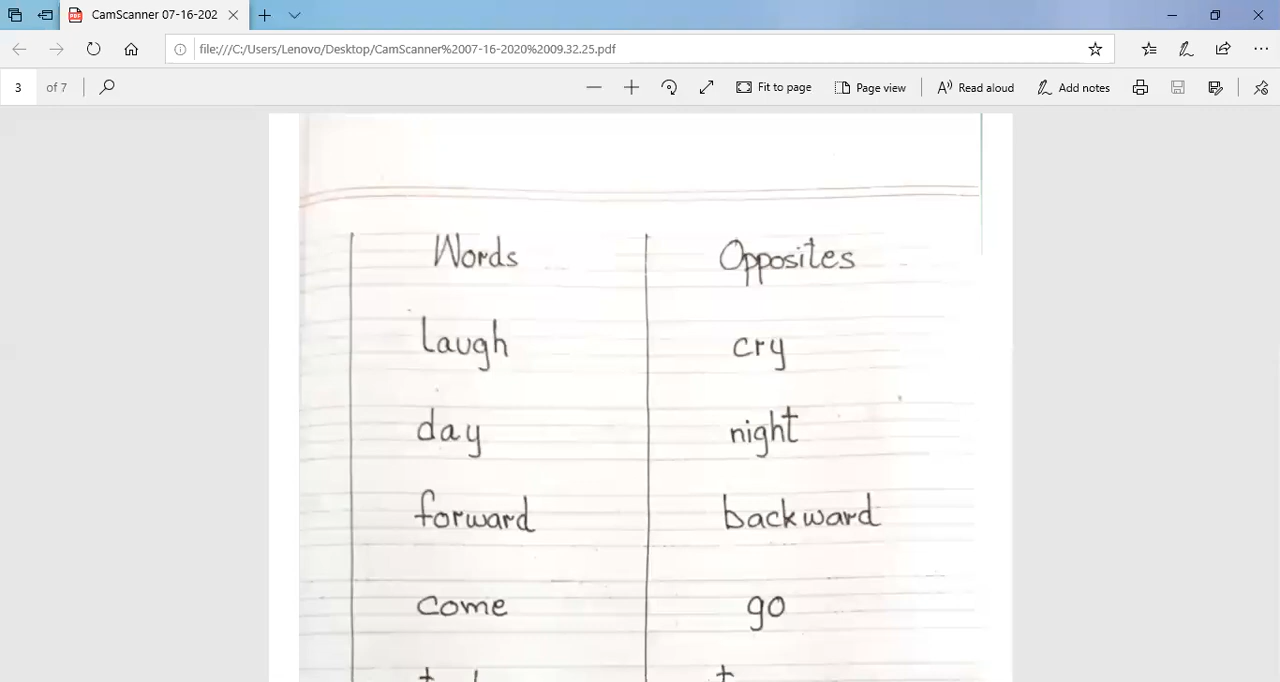 CamScanner 07-16-202
file:///C:/Users/Lenovo/Desktop/CamScanner%2007-16-2020%2009.32.25.pdf
3 of 7 Fit to page Page view Read aloud Add notes
Words Opposites
laugh cry
day night
forward backward
come go